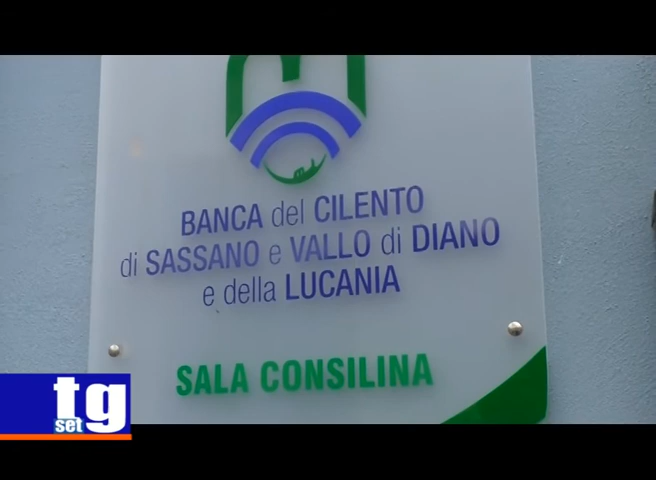 BANCA del CILENTO
di SASSANO e VALLO di DIANO
e della LUCANIA
SALA CONSILINA
tg
set